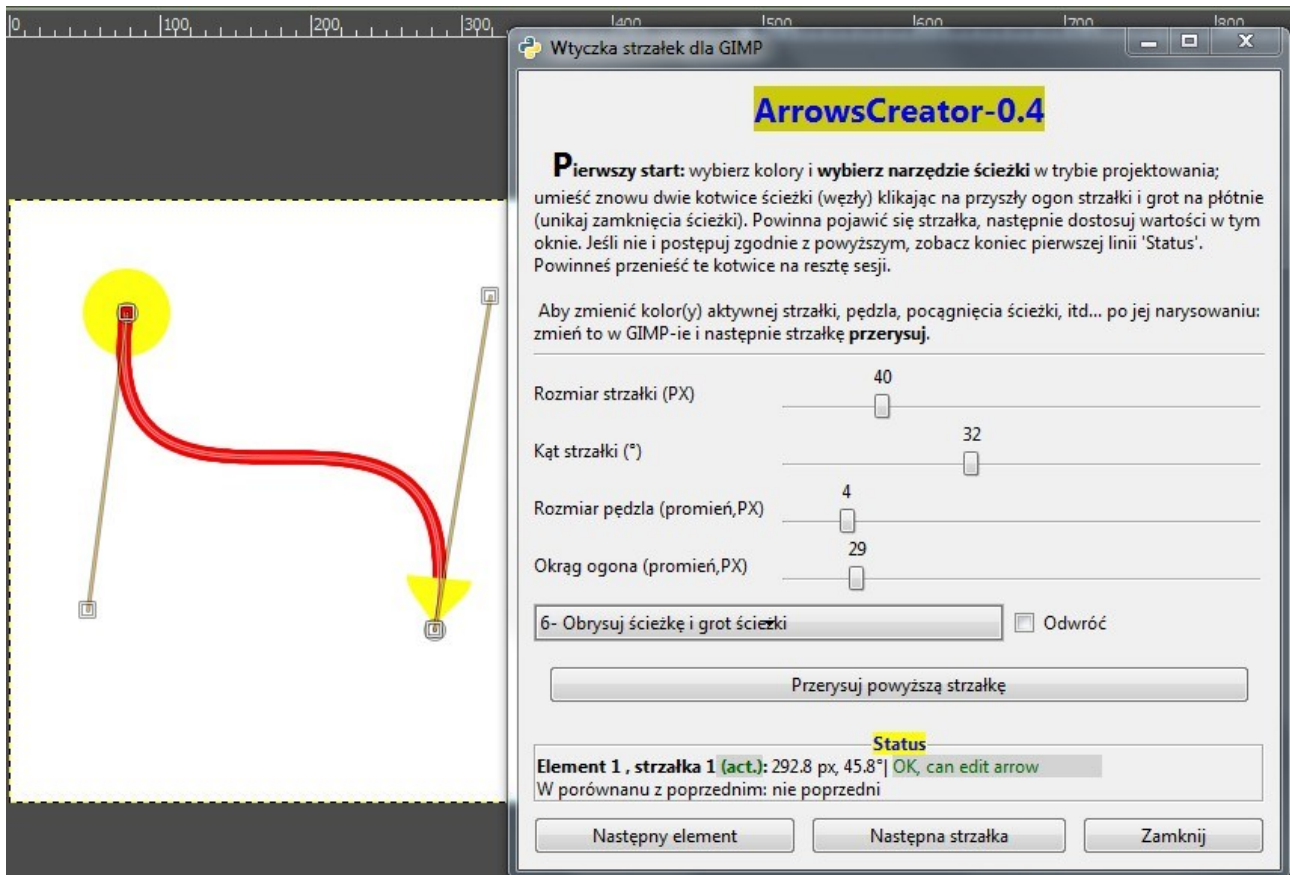 0 100 200 300 400 500 600 700 800
Wtyczka strzałek dla GIMP
ArrowsCreator-0.4
Pierwszy start: wybierz kolory i wybierz narzędzie ścieżki w trybie projektowania;
umieść znowu dwie kotwice ścieżki (węzły) klikając na przyszły ogon strzałki i grot na płótnie
(unikaj zamknięcia ścieżki). Powinna pojawić się strzałka, następnie dostosuj wartości w tym
oknie. Jeśli nie i postępuj zgodnie z powyższym, zobacz koniec pierwszej linii 'Status'.
Powinneś przenieść te kotwice na resztę sesji.
Aby zmienić kolor(y) aktywnej strzałki, pędzla, pocągnięcia ścieżki, itd... po jej narysowaniu:
zmień to w GIMP-ie i następnie strzałkę przerysuj.
40
Rozmiar strzałki (PX)
32
Kąt strzałki (°)
4
Rozmiar pędzla (promień,PX)
29
Okrąg ogona (promień,PX)
6- Obrysuj ścieżkę i grot ścieżki Odwróć
Przerysuj powyższą strzałkę
Status
Element 1 , strzałka 1 (act.): 292.8 px, 45.8°| OK, can edit arrow
W porównanu z poprzednim: nie poprzedni
Następny element Następna strzałka Zamknij